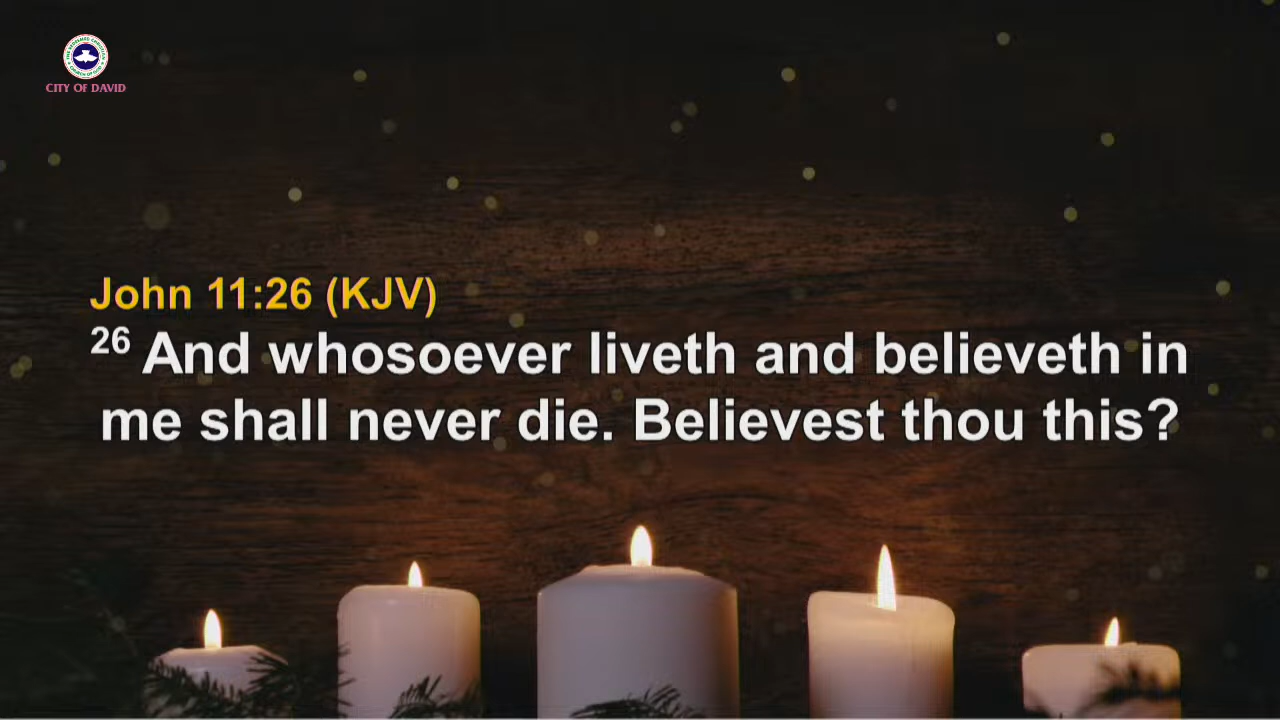 CITY OF DAVID
John 11:26 (KJV)
26 And whosoever liveth and believeth in
me shall never die. Believest thou this?